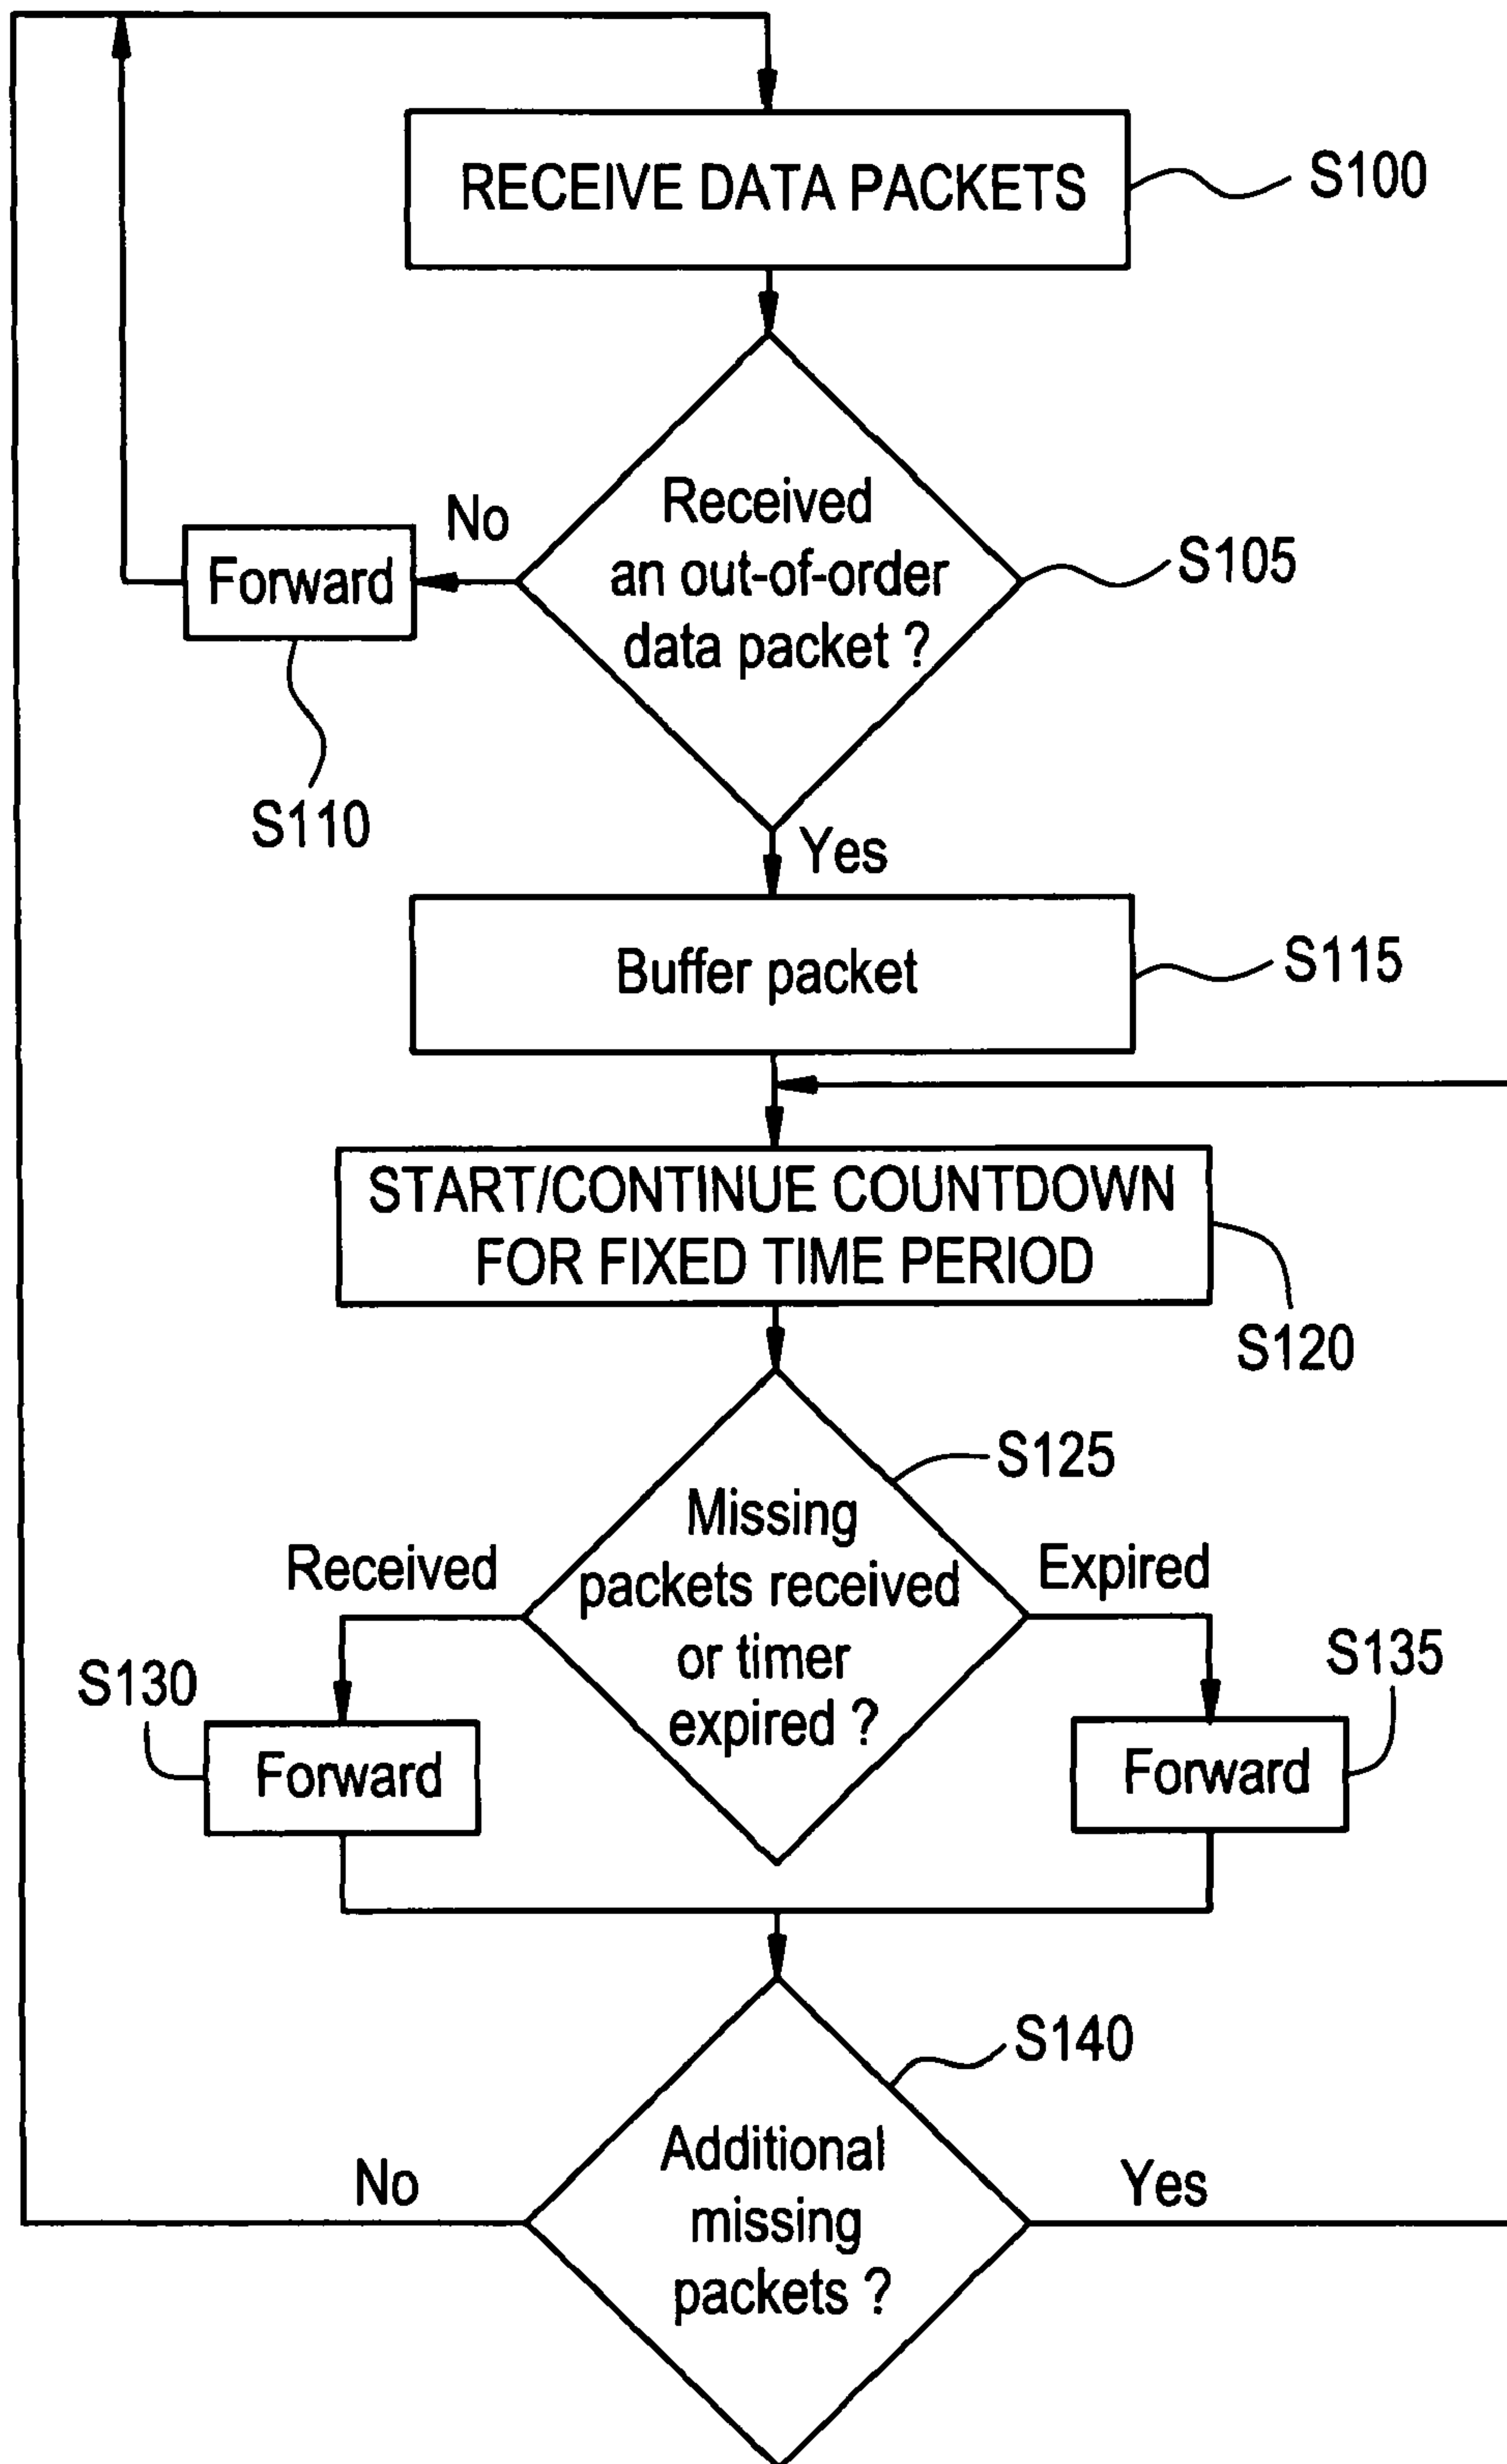 RECEIVE DATA PACKETS
S100
Received
an out-of-order
data packet ?
S105
No
Forward
S110
Yes
Buffer packet
S115
START/CONTINUE COUNTDOWN
FOR FIXED TIME PERIOD
S120
S125
Missing
packets received
or timer
expired ?
Received
Expired
S130
Forward
S135
Forward
S140
Additional
missing
packets ?
No
Yes